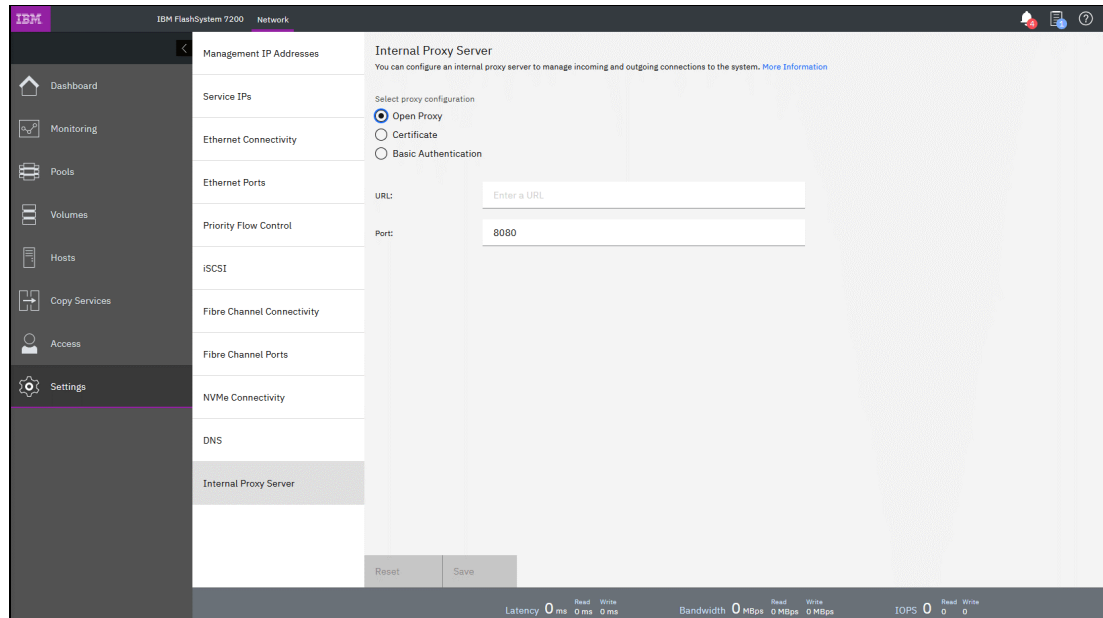 IBM
IBM FlashSystem 7200 Network
4
1
Dashboard
Monitoring
Pools
Volumes
Hosts
Copy Services
Access
Settings
Management IP Addresses
Service IPs
Ethernet Connectivity
Ethernet Ports
Priority Flow Control
iSCSI
Fibre Channel Connectivity
Fibre Channel Ports
NVMe Connectivity
DNS
Internal Proxy Server
Internal Proxy Server
You can configure an internal proxy server to manage incoming and outgoing connections to the system. More Information
Select proxy configuration
Open Proxy
Certificate
Basic Authentication
URL: Enter a URL
Port: 8080
Reset Save
Read Write Read Write Read Write
Latency 0 ms 0 ms 0 ms Bandwidth 0 MBps 0 MBps 0 MBps IOPS 0 0 0